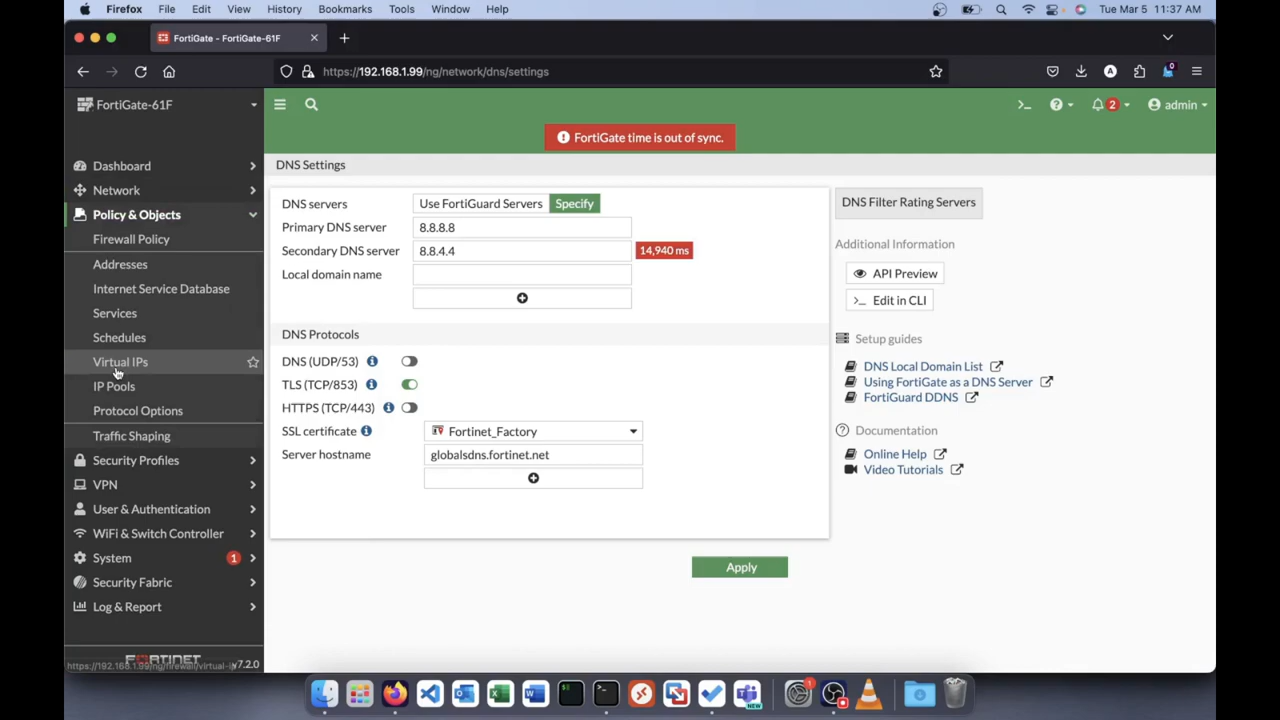 Firefox File Edit View History Bookmarks Tools Window Help Tue Mar 5 11:37 AM
FortiGate - FortiGate-61F
https://192.168.1.99/ng/network/dns/settings
FortiGate-61F
2 admin
FortiGate time is out of sync.
Dashboard
Network
Policy & Objects
Firewall Policy
Addresses
Internet Service Database
Services
Schedules
Virtual IPs
IP Pools
Protocol Options
Traffic Shaping
Security Profiles
VPN
User & Authentication
WiFi & Switch Controller
System 1
Security Fabric
Log & Report
FORTINET v7.2.0
DNS Settings
DNS servers Use FortiGuard Servers Specify
Primary DNS server 8.8.8.8
Secondary DNS server 8.8.4.4 14,940 ms
Local domain name
DNS Protocols
DNS (UDP/53)
TLS (TCP/853)
HTTPS (TCP/443)
SSL certificate Fortinet_Factory
Server hostname globalsdns.fortinet.net
Apply
DNS Filter Rating Servers
Additional Information
API Preview
>_ Edit in CLI
Setup guides
DNS Local Domain List
Using FortiGate as a DNS Server
FortiGuard DDNS
Documentation
Online Help
Video Tutorials